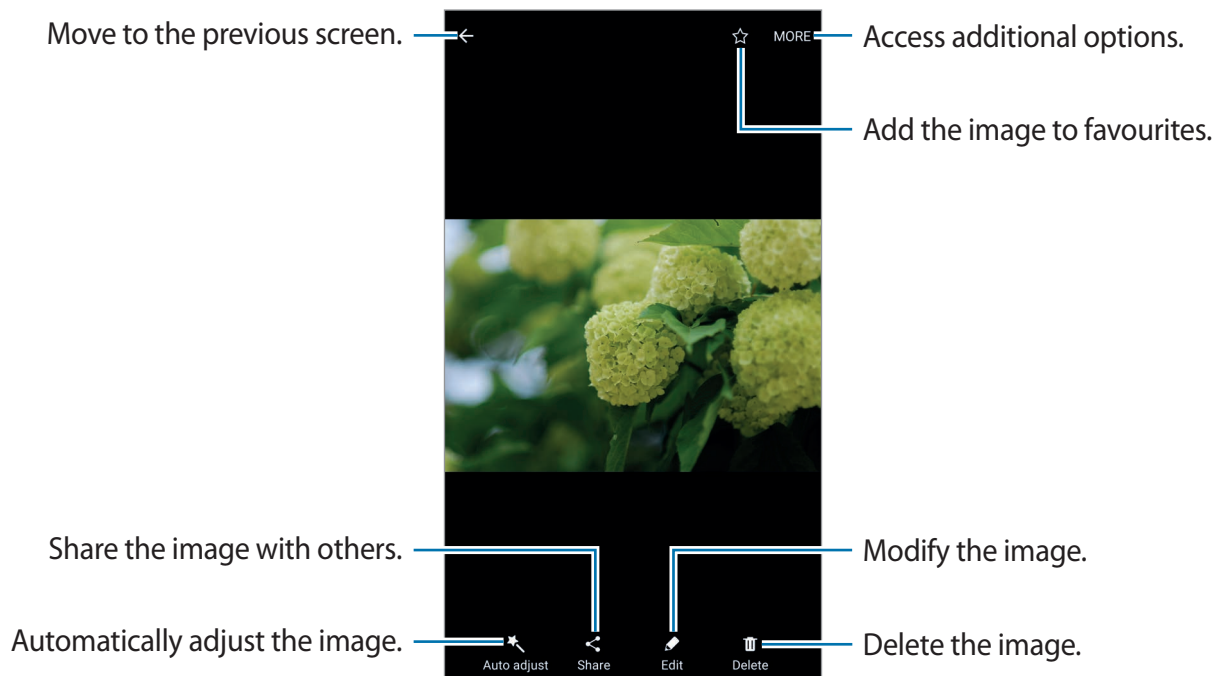 Move to the previous screen.
MORE
Access additional options.
Add the image to favourites.
Share the image with others.
Modify the image.
Automatically adjust the image.
Delete the image.
Auto adjust
Share
Edit
Delete